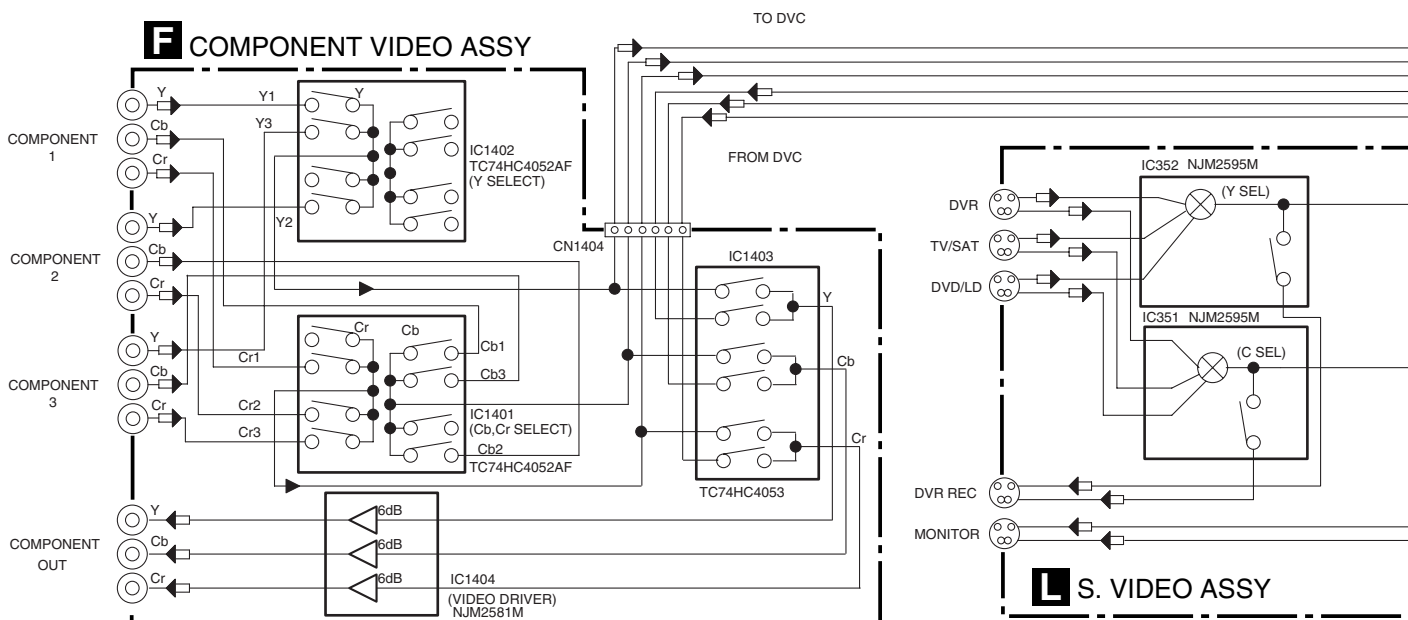 TO DVC
F COMPONENT VIDEO ASSY
COMPONENT
1
Y
Cb
Cr
Y1
Y3
Y
Y2
IC1402
TC74HC4052AF
(Y SELECT)
FROM DVC
CN1404
COMPONENT
2
Y
Cb
Cr
COMPONENT
3
Y
Cb
Cr
Cr1
Cr2
Cr3
Cr
Cb
Cb1
Cb3
IC1401
(Cb,Cr SELECT)
Cb2
TC74HC4052AF
IC1403
Y
Cb
Cr
TC74HC4053
COMPONENT
OUT
Y
Cb
Cr
6dB
6dB
6dB
IC1404
(VIDEO DRIVER)
NJM2581M
IC352 NJM2595M
(Y SEL)
DVR
TV/SAT
DVD/LD
IC351 NJM2595M
(C SEL)
DVR REC
MONITOR
L S. VIDEO ASSY